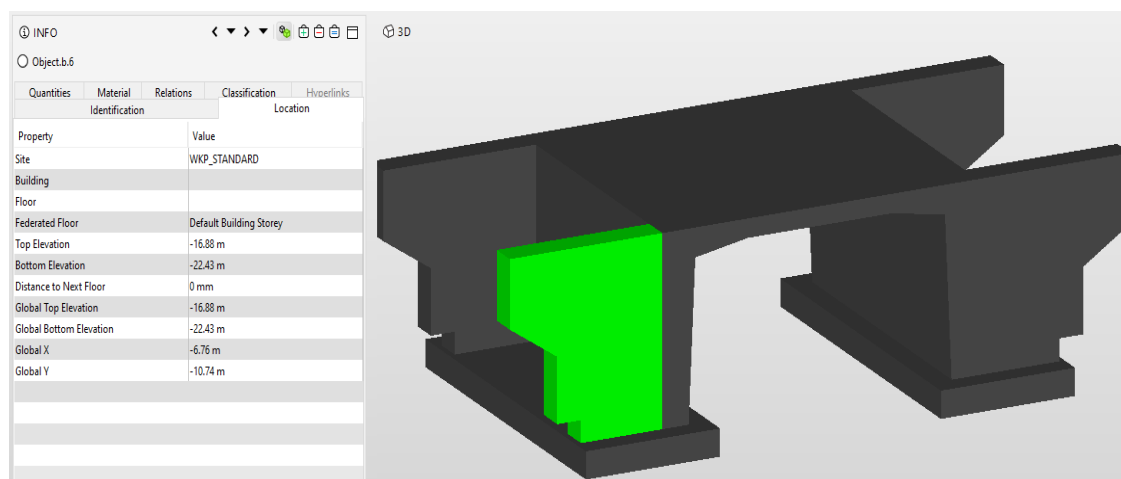 INFO
3D
Object.b.6
Quantities Material Relations Classification Hyperlinks
Identification Location
Property Value
Site WKP_STANDARD
Building
Floor
Federated Floor Default Building Storey
Top Elevation -16.88 m
Bottom Elevation -22.43 m
Distance to Next Floor 0 mm
Global Top Elevation -16.88 m
Global Bottom Elevation -22.43 m
Global X -6.76 m
Global Y -10.74 m